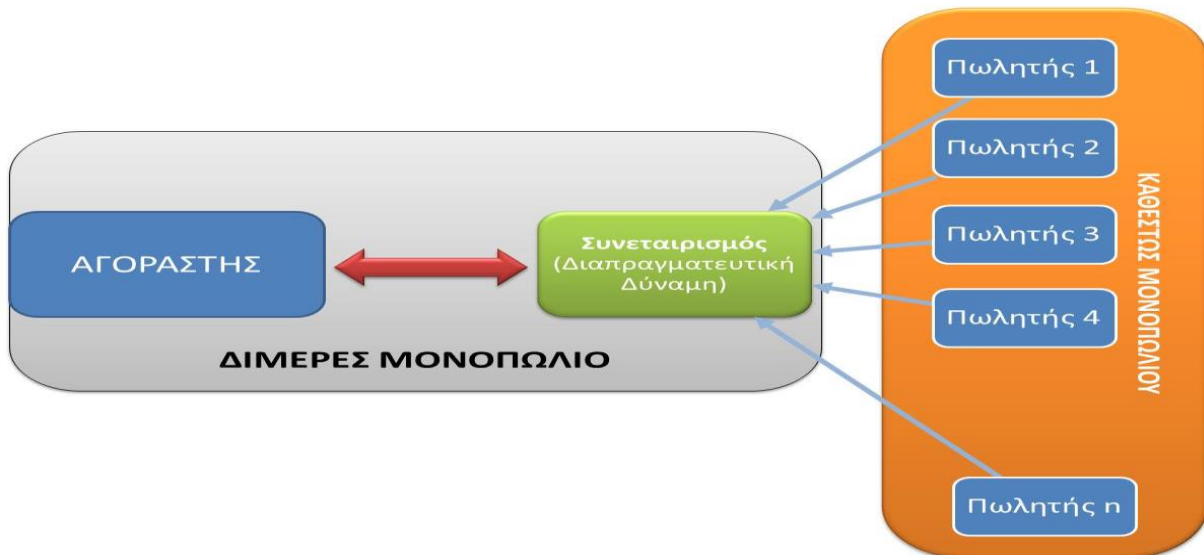 ΑΓΟΡΑΣΤΗΣ
Συνεταιρισμός
(Διαπραγματευτική
Δύναμη)
ΔΙΜΕΡΕΣ ΜΟΝΟΠΩΛΙΟ
Πωλητής 1
Πωλητής 2
Πωλητής 3
Πωλητής 4
Πωλητής n
ΚΑΘΕΣΤΩΣ ΜΟΝΟΠΩΛΙΟΥ